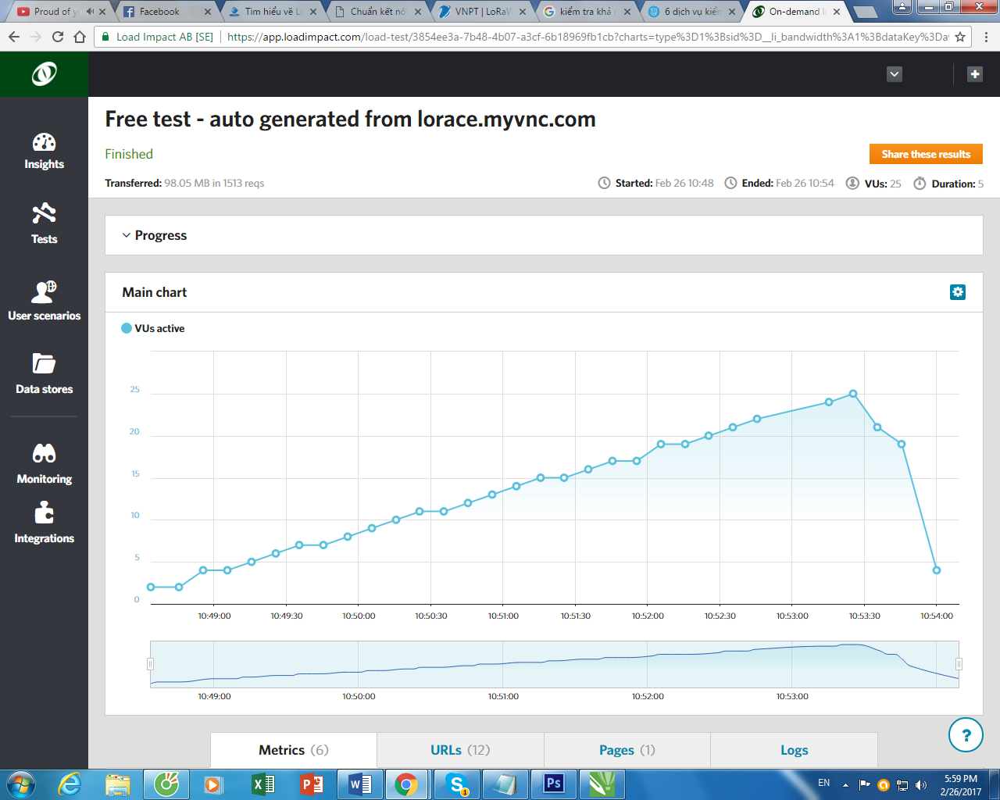 Proud of y
Facebook
Tìm hiểu về Lo
Chuẩn kết nố
VNPT | LoRaW
kiểm tra khả n
6 dịch vụ kiểm
On-demand l
Load Impact AB [SE]
https://app.loadimpact.com/load-test/3854ee3a-7b48-4b07-a3cf-6b18969fb1cb?charts=type%3D1%3Bsid%3D__li_bandwidth%3A1%3BdataKey%3Da
Free test - auto generated from lorace.myvnc.com
Finished
Share these results
Transferred: 98.05 MB in 1513 reqs
Started: Feb 26 10:48
Ended: Feb 26 10:54
VUs: 25
Duration: 5
Insights
Tests
User scenarios
Data stores
Monitoring
Integrations
Progress
Main chart
VUs active
25
20
15
10
5
0
10:49:00 10:49:30 10:50:00 10:50:30 10:51:00 10:51:30 10:52:00 10:52:30 10:53:00 10:53:30 10:54:00
10:49:00 10:50:00 10:51:00 10:52:00 10:53:00
?
Metrics (6)
URLs (12)
Pages (1)
Logs
EN
5:59 PM
2/26/2017